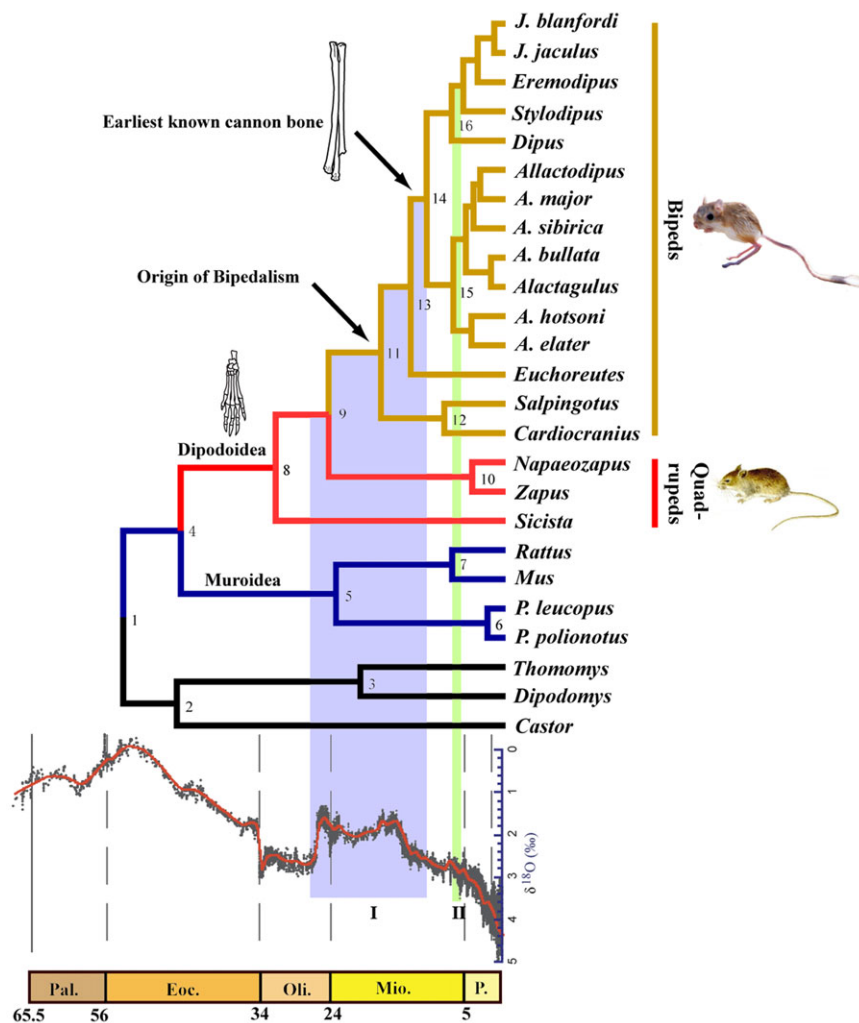 J. blanfordi
J. jaculus
Eremodipus
Stylodipus
16
Dipus
Earliest known cannon bone
Allactodipus
A. major
14
A. sibirica
A. bullata
Origin of Bipedalism
15
Alactagulus
13
A. hotsoni
A. elater
11
Euchoreutes
Salpingotus
9
12
Cardiocranius
Bipeds
Dipodoidea
Napaeozapus
8
10
Zapus
Quad-
rupeds
Sicista
4
Rattus
7
Mus
Muroidea
5
P. leucopus
6
P. polionotus
1
Thomomys
3
Dipodomys
2
Castor
0
1
2
3
4
5
δ 18O (‰)
I
II
Pal.
Eoc.
Oli.
Mio.
P.
65.5
56
34
24
5